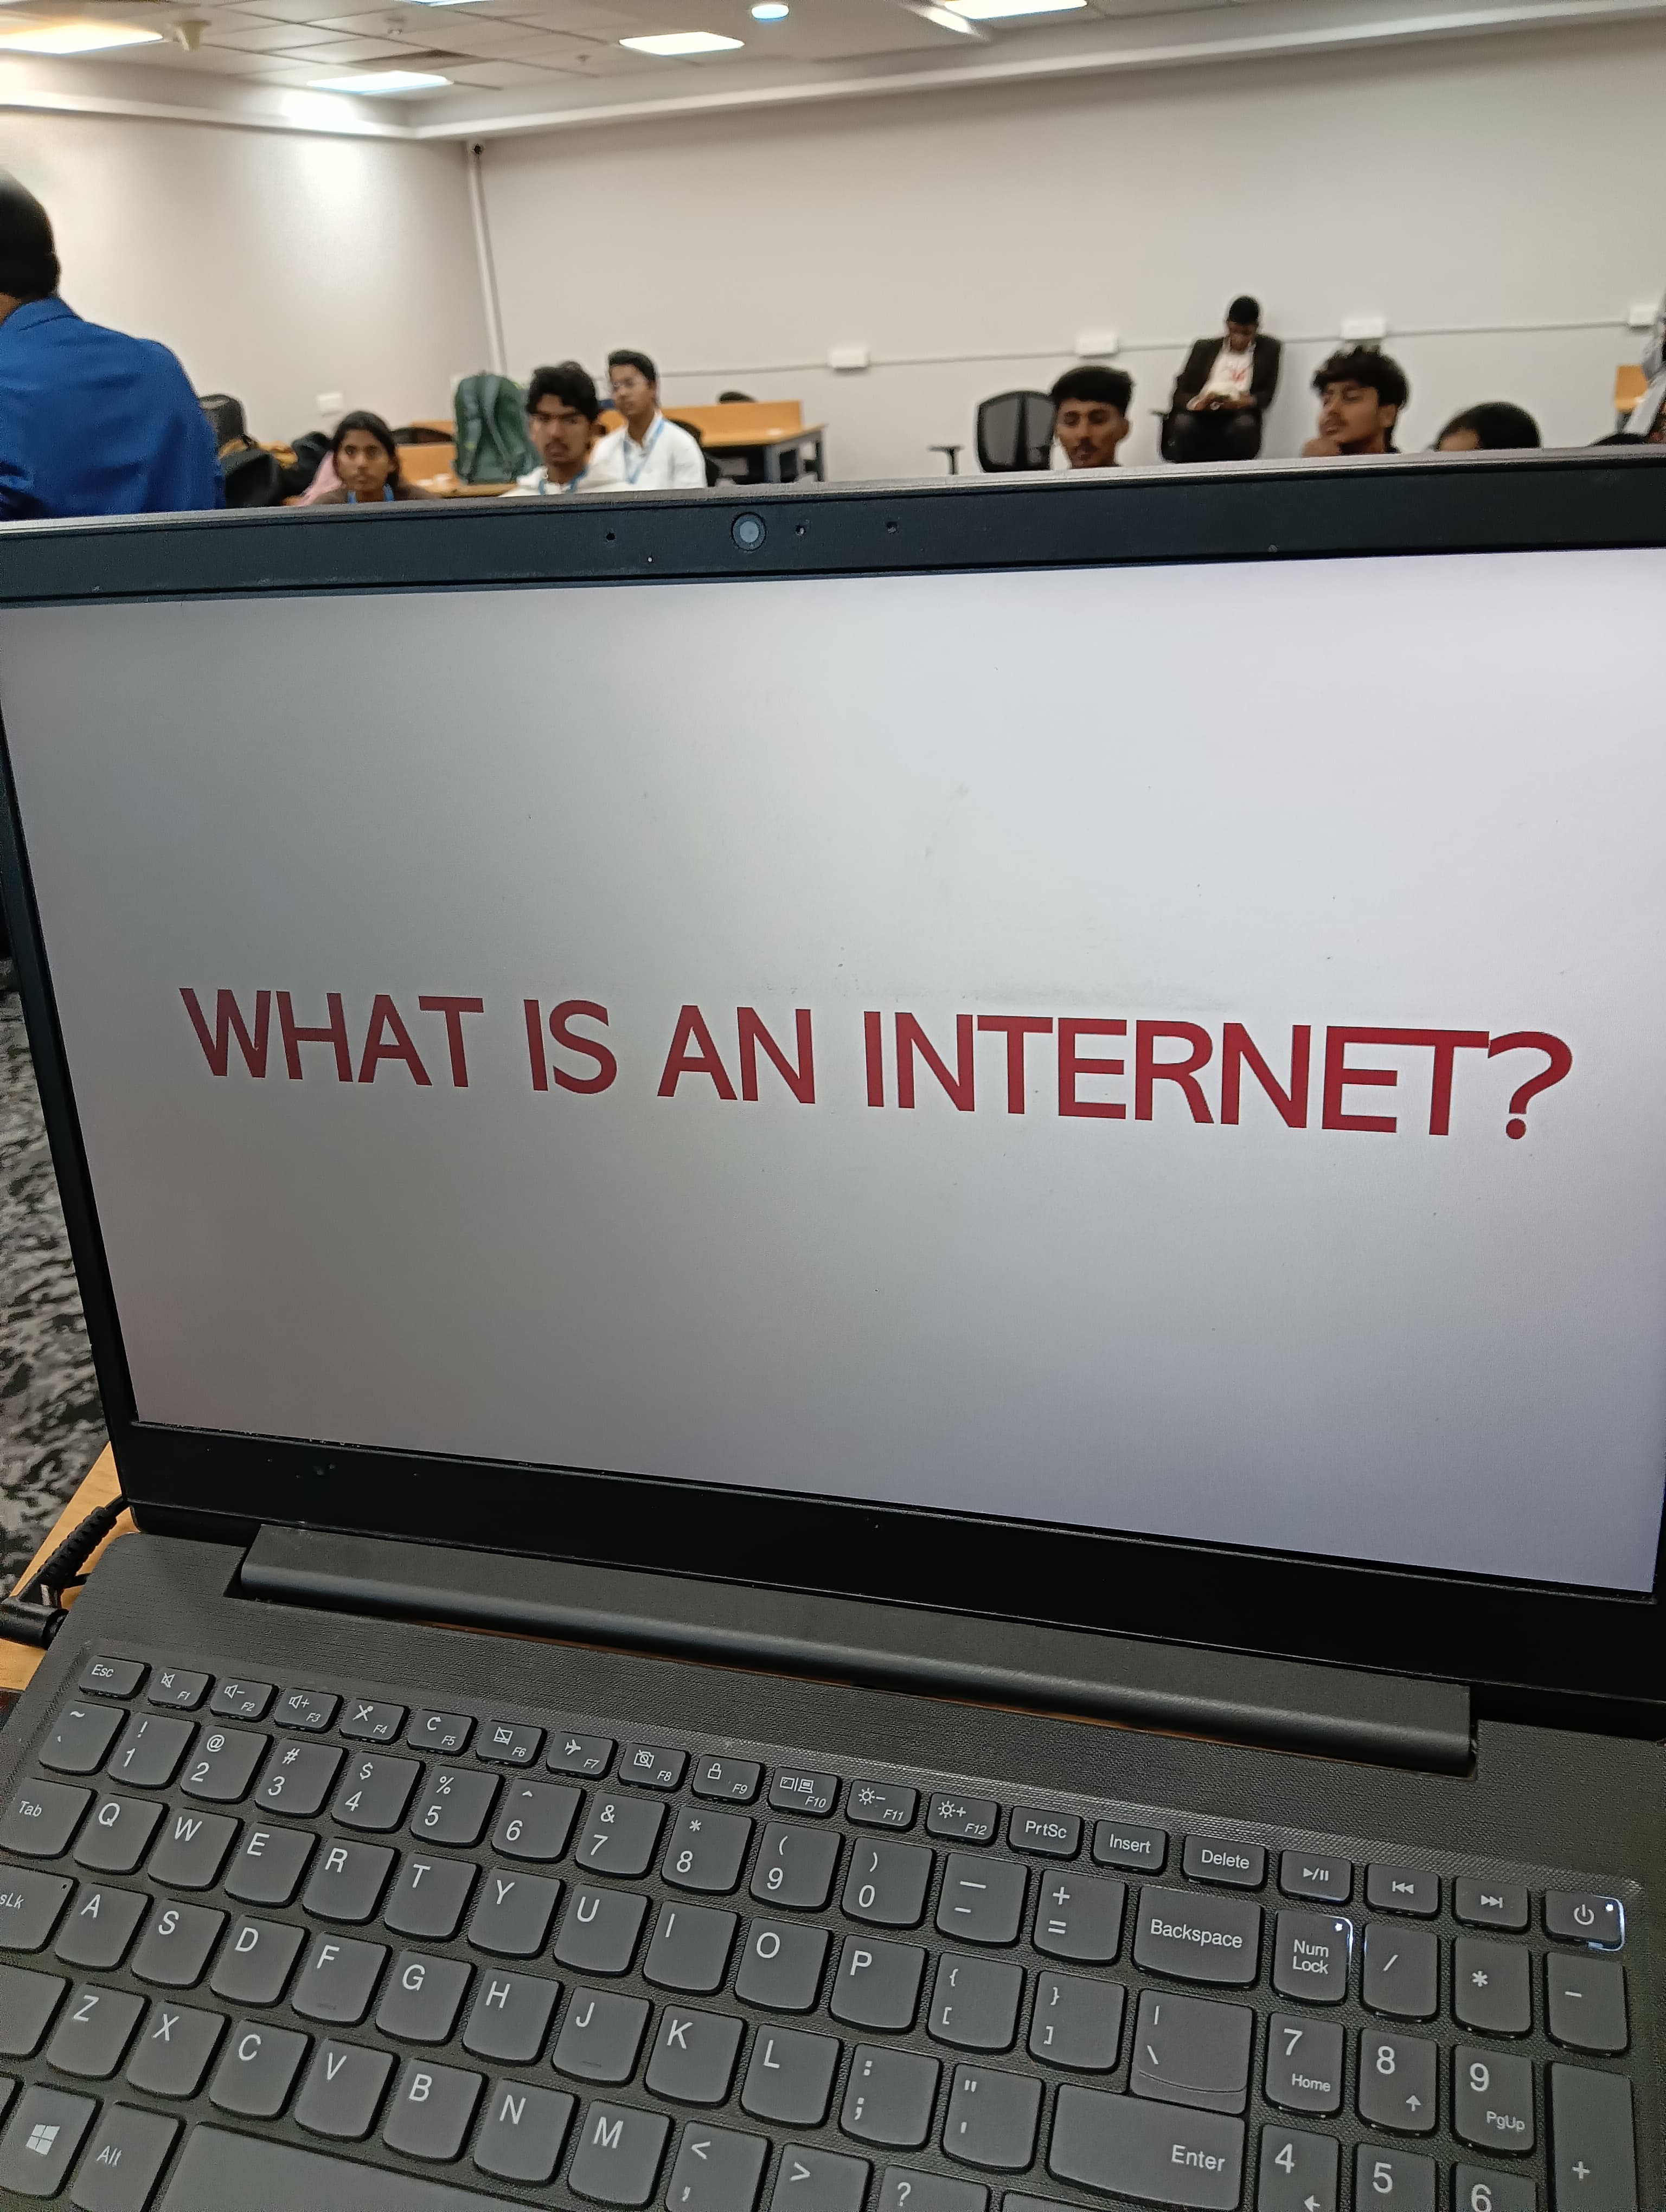 WHAT IS AN INTERNET?
Esc F1 F2 F3 F4 F5 F6 F7 F8 F9 F10 F11 F12 PrtSc Insert Delete
~ ` ! 1 @ 2 # 3 $ 4 % 5 ^ 6 & 7 * 8 ( 9 ) 0 — - + = Backspace Num Lock / * -
Tab Q W E R T Y U I O P { [ } ] | \ 7 Home 8 9 PgUp +
sLk A S D F G H J K L : ; " ' Enter 4 5 6
Z X C V B N M < , > ?
Alt